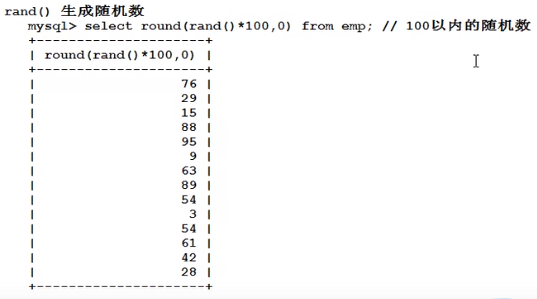 rand() 生成随机数
mysql> select round(rand()*100,0) from emp; // 100以内的随机数
+---------------------+
| round(rand()*100,0) |
+---------------------+
|                  76 |
|                  29 |
|                  15 |
|                  88 |
|                  95 |
|                   9 |
|                  63 |
|                  89 |
|                  54 |
|                   3 |
|                  54 |
|                  61 |
|                  42 |
|                  28 |
+---------------------+